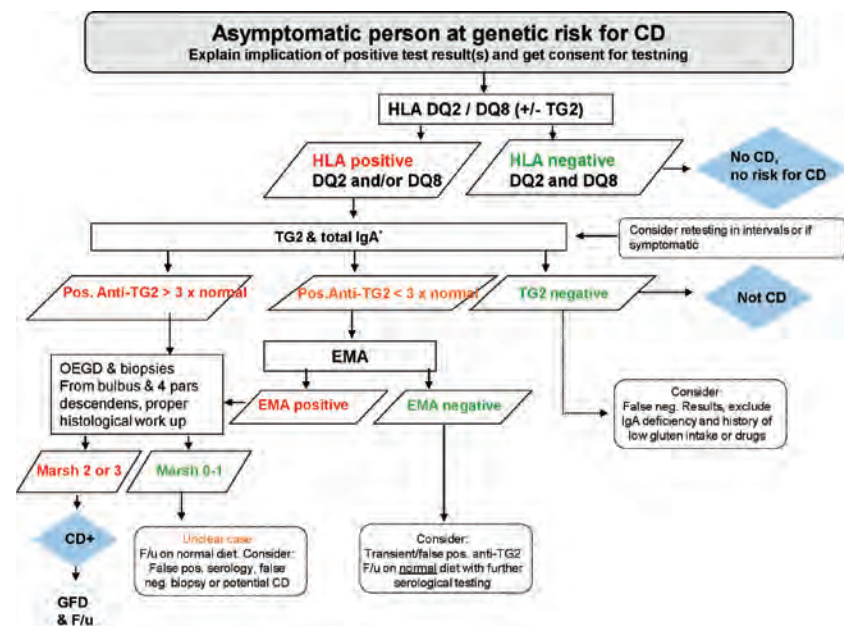 Asymptomatic person at genetic risk for CD
Explain implication of positive test result(s) and get consent for testning
HLA DQ2 / DQ8 (+/- TG2)
HLA positive
DQ2 and/or DQ8
HLA negative
DQ2 and DQ8
No CD,
no risk for CD
TG2 & total IgA*
Consider retesting in intervals or if
symptomatic
Pos. Anti-TG2 > 3 x normal
Pos.Anti-TG2 < 3 x normal
TG2 negative
Not CD
EMA
OEGD & biopsies
From bulbus & 4 pars
descendens, proper
histological work up
EMA positive
EMA negative
Consider:
False neg. Results, exclude
IgA deficiency and history of
low gluten intake or drugs
Marsh 2 or 3
Marsh 0-1
CD+
Unclear case
F/u on normal diet. Consider:
False pos. serology, false
neg. biopsy or potential CD
Consider:
Transient/false pos. anti-TG2
F/u on normal diet with further
serological testing
GFD
& F/u